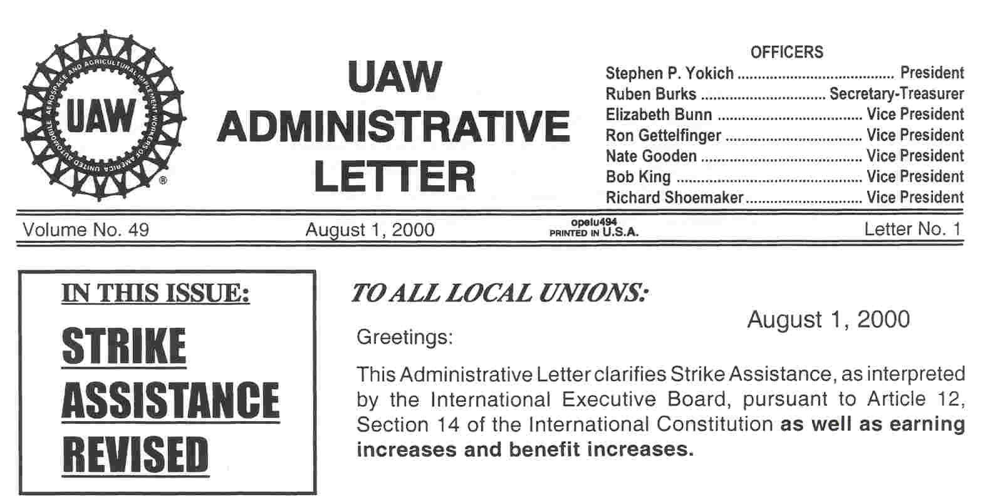 UNITED AUTOMOBILE AEROSPACE AND AGRICULTURAL IMPLEMENT WORKERS OF AMERICA
UAW
®
UAW
ADMINISTRATIVE
LETTER
OFFICERS
Stephen P. Yokich ...................................... President
Ruben Burks ............................... Secretary-Treasurer
Elizabeth Bunn .................................... Vice President
Ron Gettelfinger .................................. Vice President
Nate Gooden ........................................ Vice President
Bob King .............................................. Vice President
Richard Shoemaker ............................. Vice President
Volume No. 49 August 1, 2000 opeiu494 Letter No. 1
PRINTED IN U.S.A.
IN THIS ISSUE:
STRIKE
ASSISTANCE
REVISED
TO ALL LOCAL UNIONS:
August 1, 2000
Greetings:
This Administrative Letter clarifies Strike Assistance, as interpreted
by the International Executive Board, pursuant to Article 12,
Section 14 of the International Constitution as well as earning
increases and benefit increases.